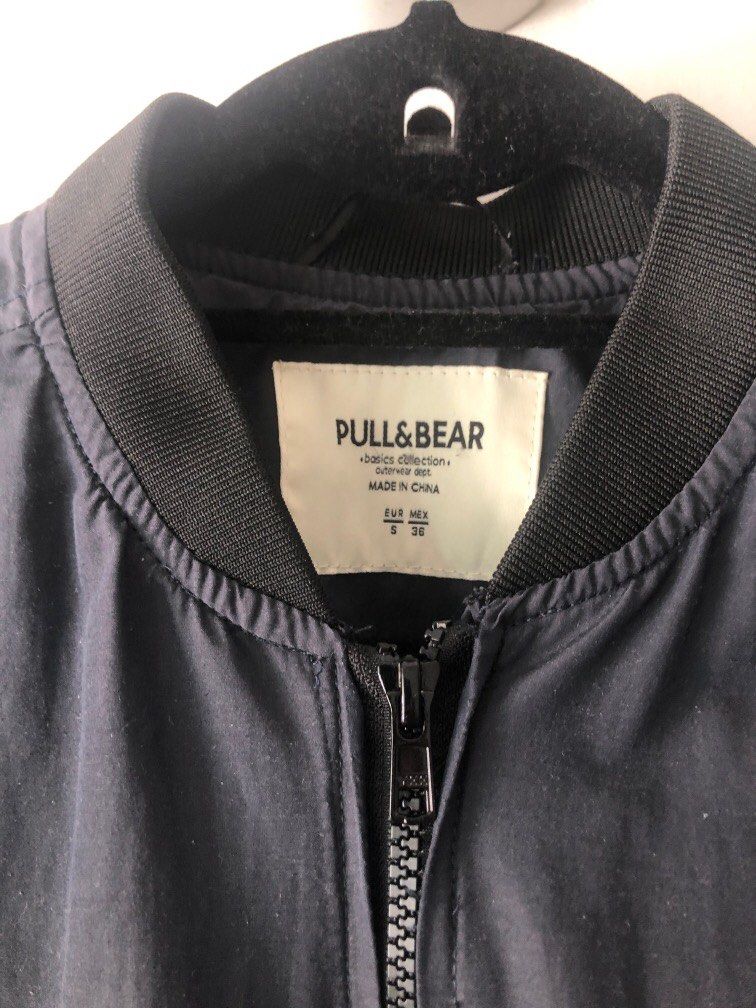 PULL&BEAR
•basics collection•
outerwear dept.
MADE IN CHINA
EUR MEX
S 36